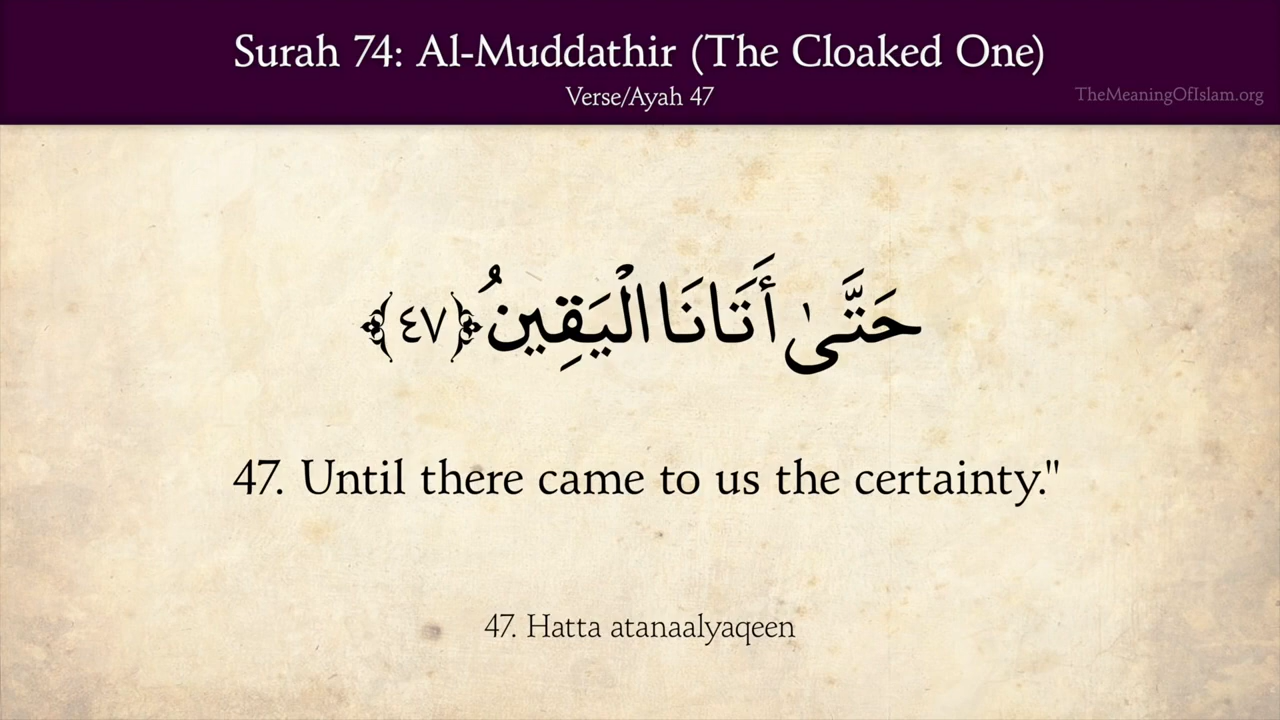 Surah 74: Al-Muddathir (The Cloaked One)
Verse/Ayah 47
TheMeaningOfIslam.org
حَتَّىٰ أَتَانَا الْيَقِينُ ﴿٤٧﴾
47. Until there came to us the certainty."
47. Hatta atanaalyaqeen